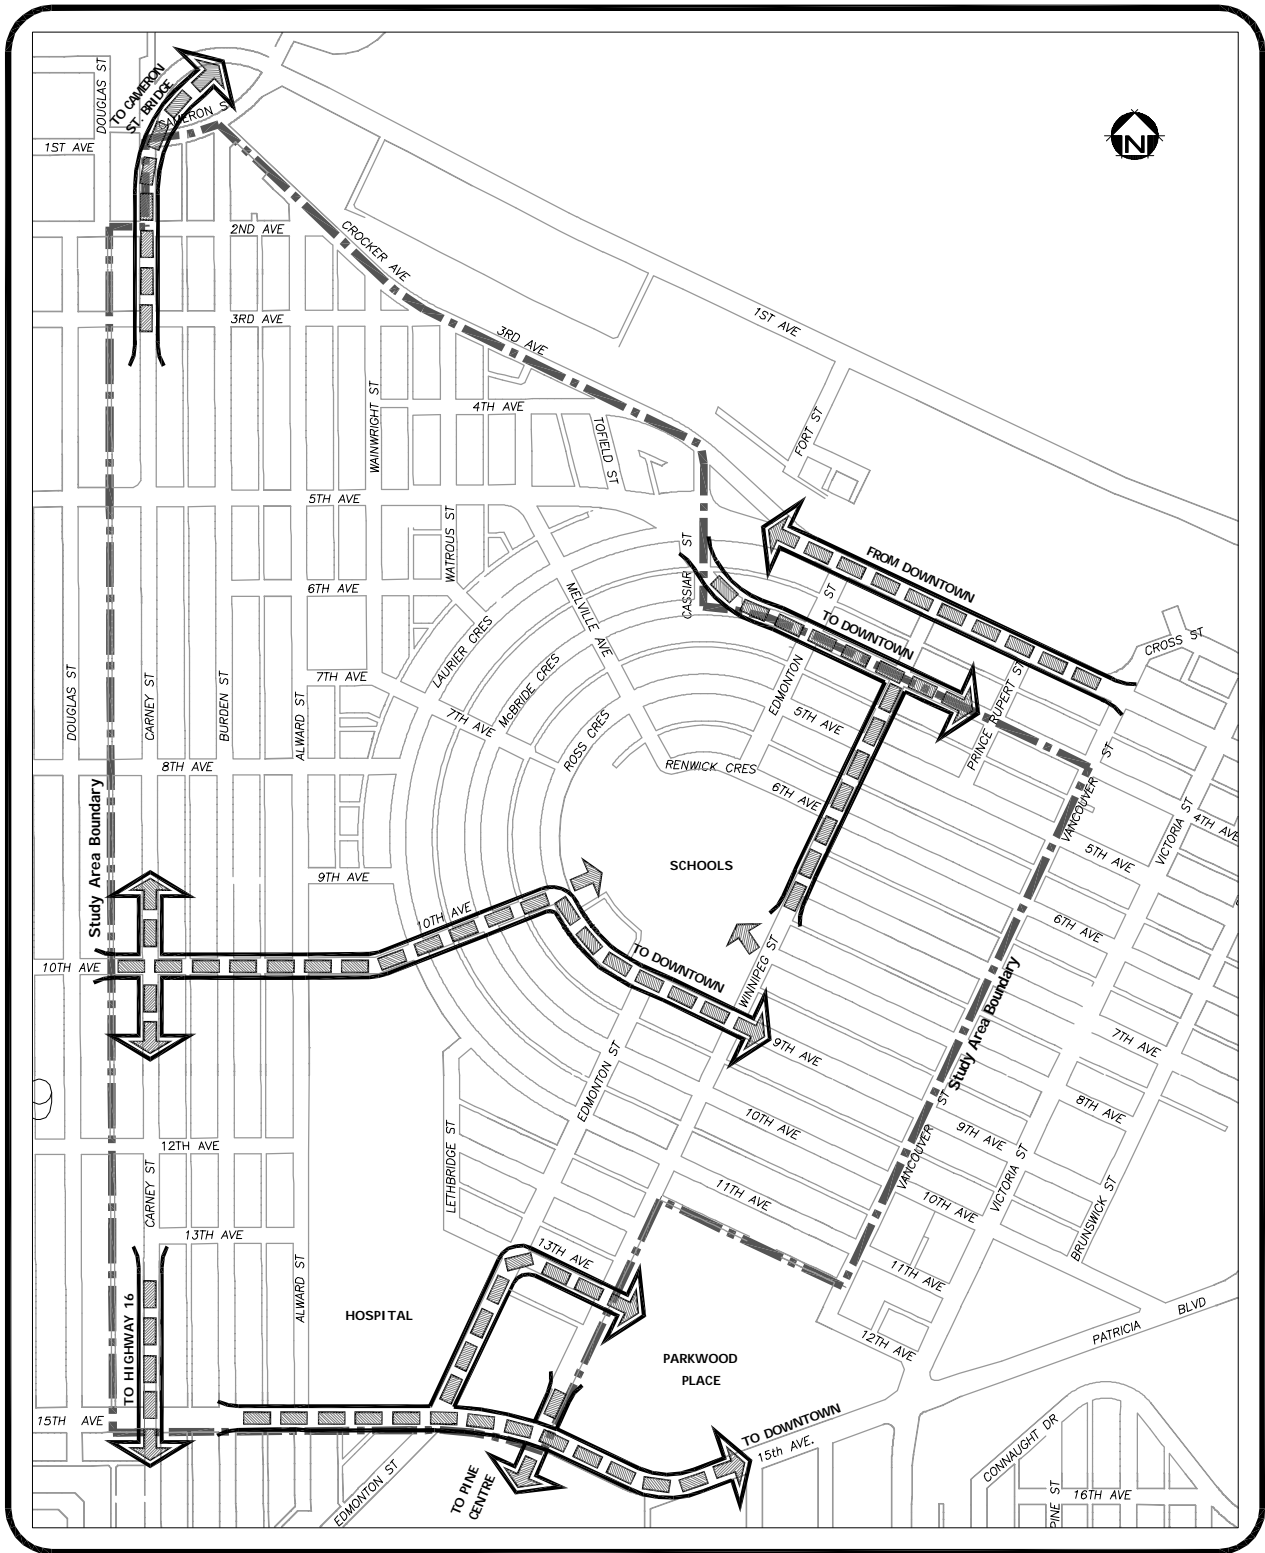 TO CAMERON
ST. BRIDGE
DOUGLAS ST
CAMERON S
1ST AVE
N
2ND AVE
CROCKER AVE
3RD AVE
3RD AVE
1ST AVE
WAINWRIGHT ST
4TH AVE
TOFIELD ST
FORT ST
5TH AVE
WATROUS ST
CASSIAR ST
FROM DOWNTOWN
6TH AVE
MELVILLE AVE
ST
TO DOWNTOWN
CROSS ST
LAURIER CRES
McBRIDE CRES
7TH AVE
7TH AVE
EDMONTON
PRINCE RUPERT ST
DOUGLAS ST
CARNEY ST
BURDEN ST
ALWARD ST
ROSS CRES
5TH AVE
8TH AVE
RENWICK CRES
6TH AVE
VANCOUVER ST
VICTORIA ST
4TH AVE
5TH AVE
Study Area Boundary
SCHOOLS
9TH AVE
10TH AVE
6TH AVE
10TH AVE
TO DOWNTOWN
WINNIPEG ST
Study Area Boundary
9TH AVE
7TH AVE
EDMONTON ST
8TH AVE
10TH AVE
9TH AVE
12TH AVE
LETHBRIDGE ST
CARNEY ST
VANCOUVER ST
VICTORIA ST
11TH AVE
10TH AVE
BRUNSWICK ST
13TH AVE
13TH AVE
11TH AVE
ALWARD ST
HOSPITAL
TO HIGHWAY 16
PATRICIA BLVD
12TH AVE
PARKWOOD
PLACE
15TH AVE
TO DOWNTOWN
15th AVE.
CONNAUGHT DR
EDMONTON ST
TO PINE
CENTRE
PINE ST
16TH AVE